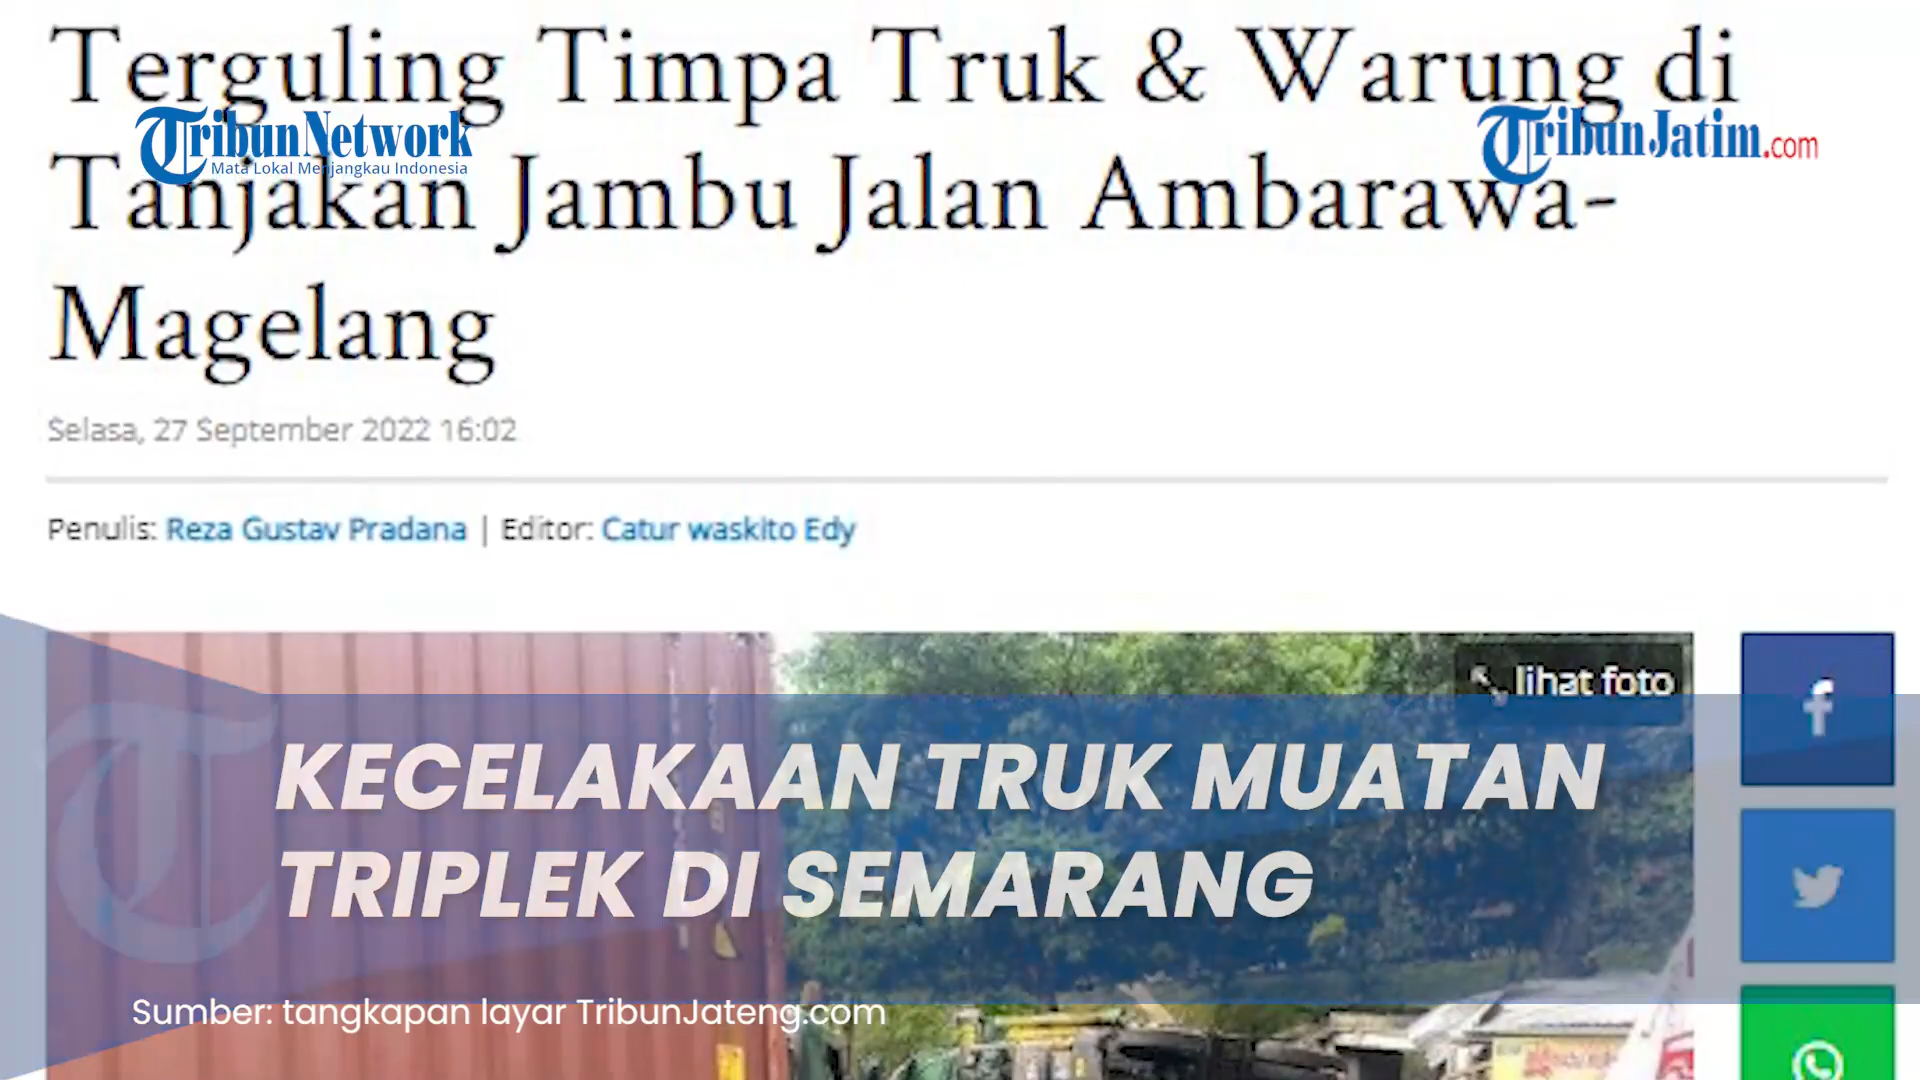 Terguling Timpa Truk & Warung di
TribunNetwork
Mata Lokal Menjangkau Indonesia
TribunJatim.com
Tanjakan Jambu Jalan Ambarawa-
Magelang
Selasa, 27 September 2022 16:02
Penulis: Reza Gustav Pradana | Editor: Catur waskito Edy
lihat foto
KECELAKAAN TRUK MUATAN
TRIPLEK DI SEMARANG
Sumber: tangkapan layar TribunJateng.com